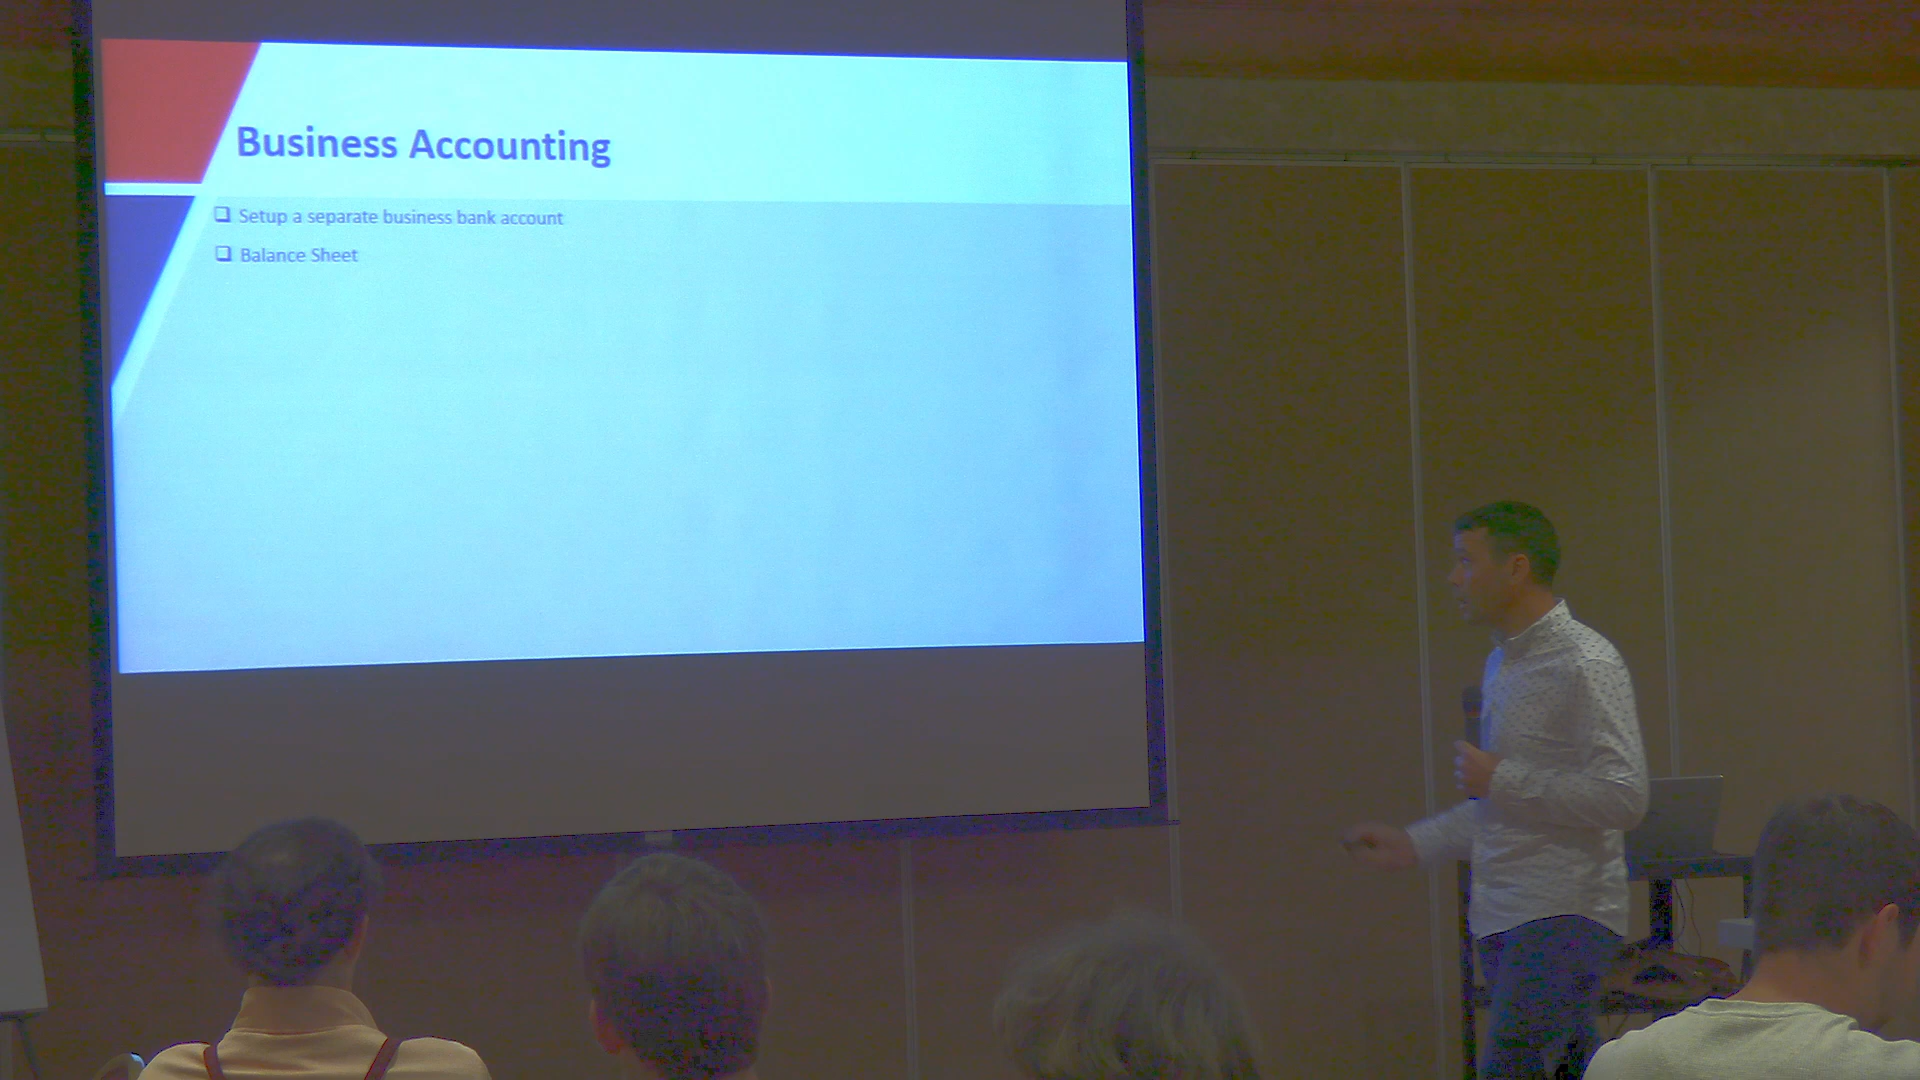 Business Accounting
❑ Setup a separate business bank account
❑ Balance Sheet